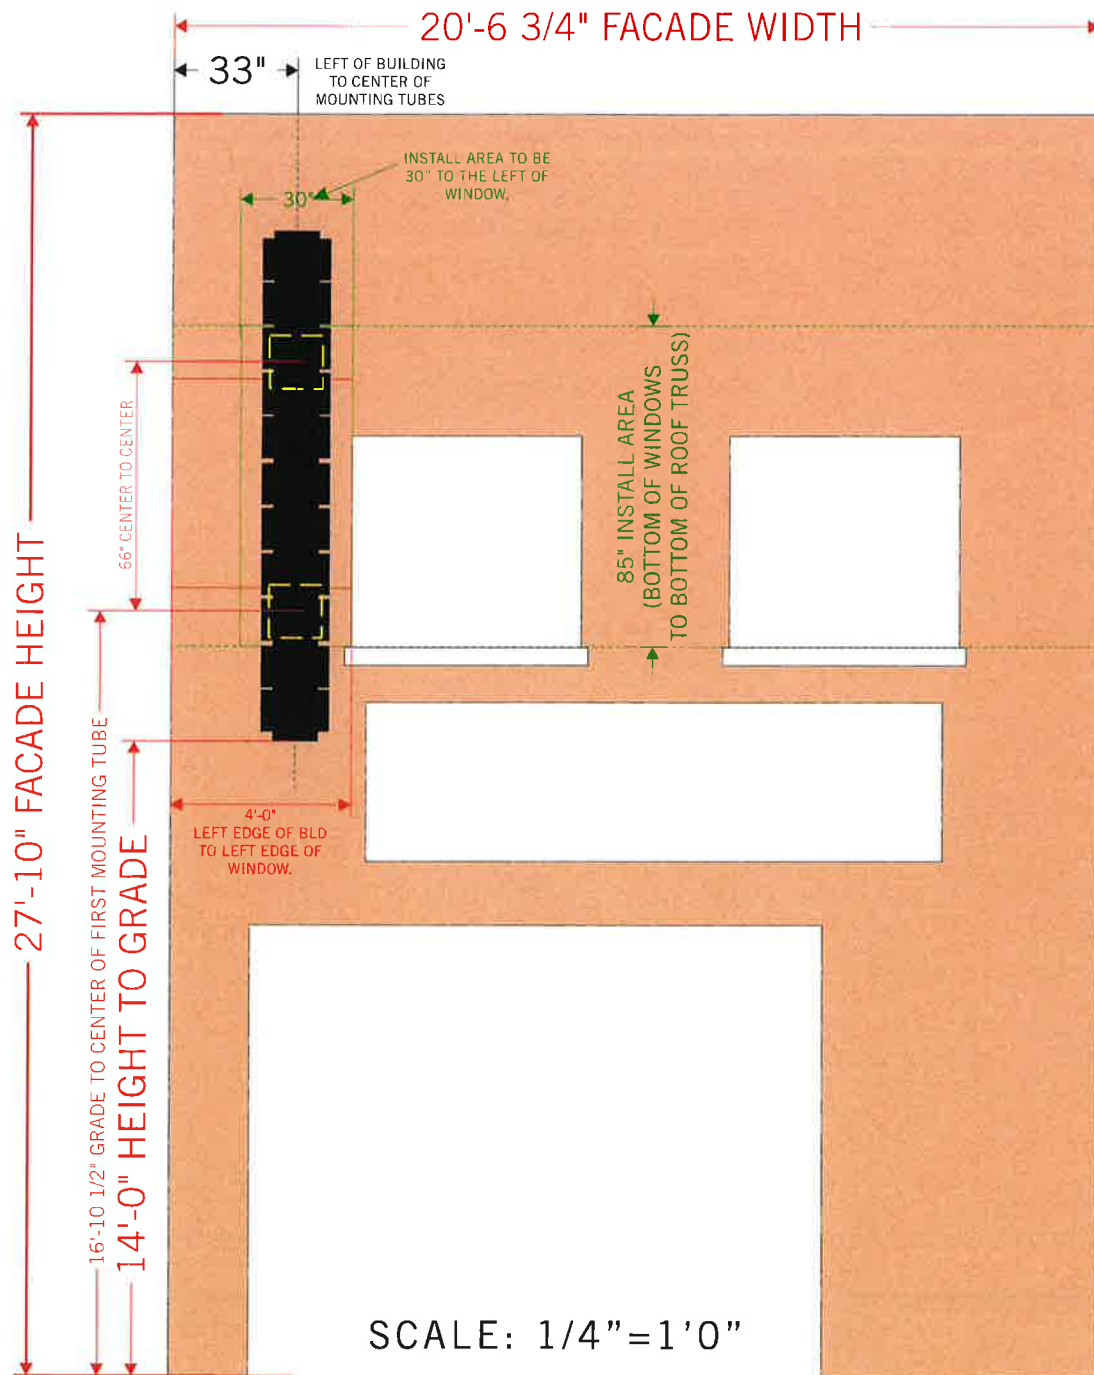 20'-6 3/4" FACADE WIDTH
33"
LEFT OF BUILDING
TO CENTER OF
MOUNTING TUBES
INSTALL AREA TO BE
30" TO THE LEFT OF
WINDOW.
30"
66" CENTER TO CENTER
85" INSTALL AREA
(BOTTOM OF WINDOWS
TO BOTTOM OF ROOF TRUSS)
27'-10" FACADE HEIGHT
16'-10 1/2" GRADE TO CENTER OF FIRST MOUNTING TUBE
14'-0" HEIGHT TO GRADE
4'-0"
LEFT EDGE OF BLD
TO LEFT EDGE OF
WINDOW.
SCALE: 1/4"=1'0"